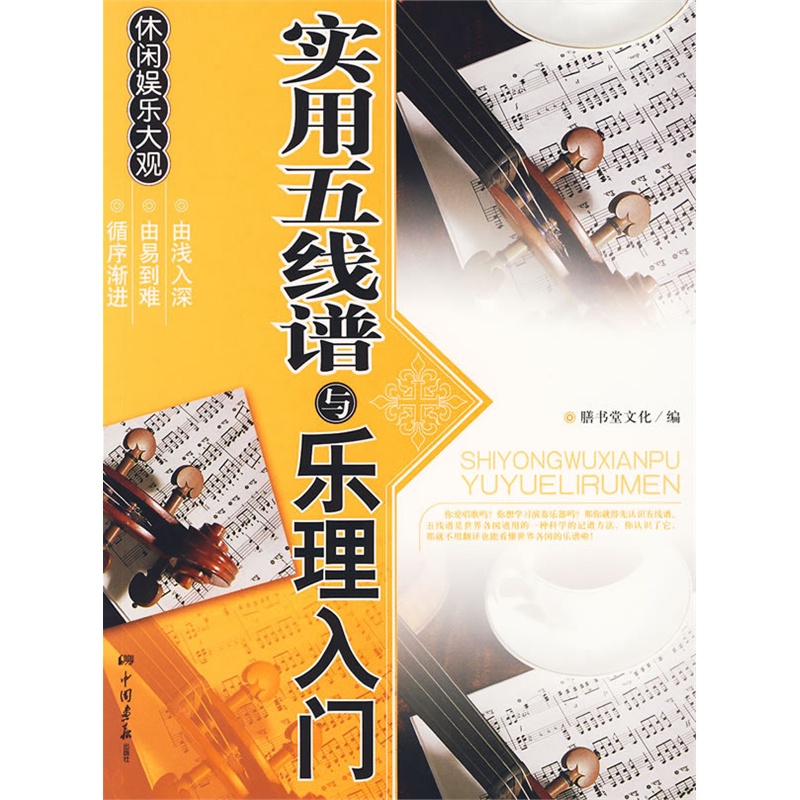 休闲娱乐大观
由浅入深
由易到难
循序渐进
实用五线谱
与
乐理入门
膳书堂文化/编
SHIYONGWUXIANPU
YUYUELIRUMEN
你爱唱歌吗?你想学习演奏乐器吗?那你就得先认识五线谱。
五线谱是世界各国通用的一种科学的记谱方法。你认识了它,
那就不用翻译也能看懂世界各国的乐谱啦!
中国画报
出版社